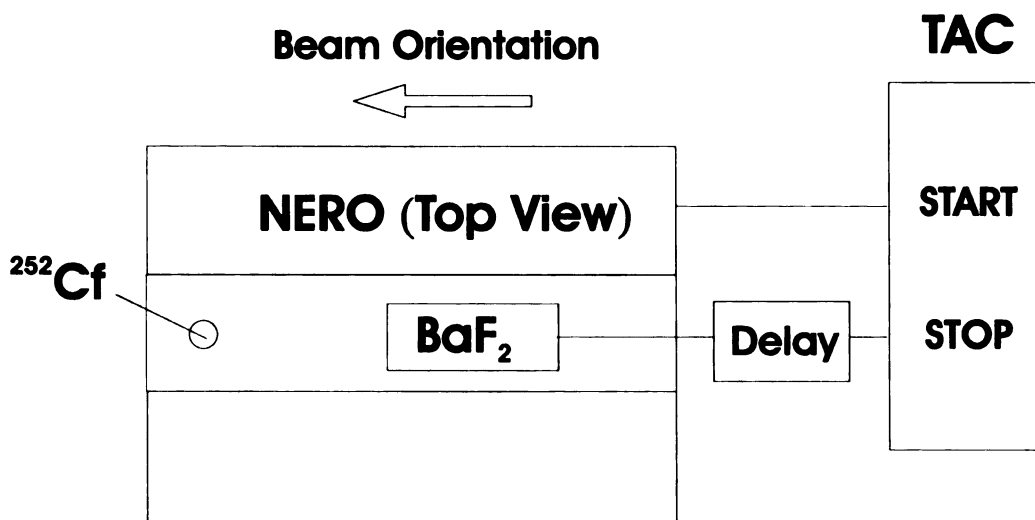 TAC
Beam Orientation
NERO (Top View)
START
²⁵²Cf
BaF₂
Delay
STOP